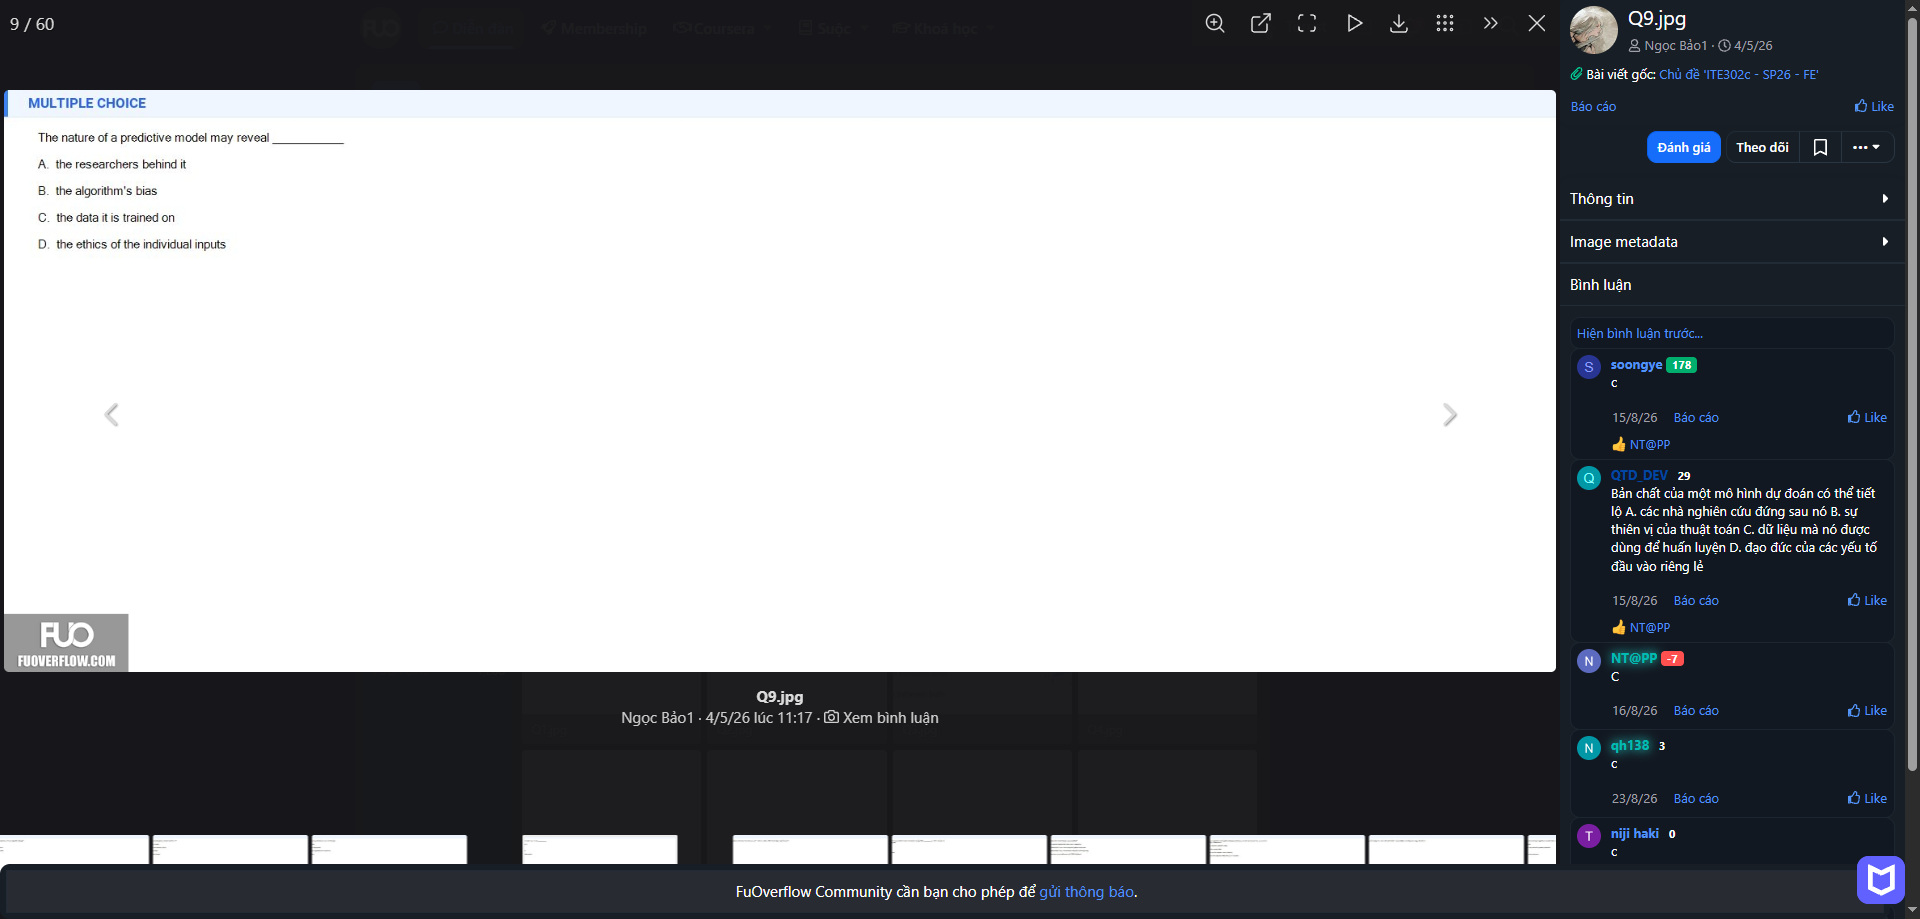 9 / 60
FUO
Membership
Coursera
Khoá học
MULTIPLE CHOICE
The nature of a predictive model may reveal ___________
A. the researchers behind it
B. the algorithm's bias
C. the data it is trained on
D. the ethics of the individual inputs
FUO
FUOVERFLOW.COM
Q9.jpg
Ngọc Bảo1 · 4/5/26 lúc 11:17 · Xem bình luận
FuOverflow Community cần bạn cho phép để gửi thông báo.
Q9.jpg
Ngọc Bảo1 · 4/5/26
Bài viết gốc: Chủ đề 'ITE302c - SP26 - FE'
Báo cáo
Like
Đánh giá
Theo dõi
Thông tin
Image metadata
Bình luận
Hiện bình luận trước...
S
soongye 178
c
15/8/26 Báo cáo Like
NT@PP
Q
QTD_DEV 29
Bản chất của một mô hình dự đoán có thể tiết
lộ A. các nhà nghiên cứu đứng sau nó B. sự
thiên vị của thuật toán C. dữ liệu mà nó được
dùng để huấn luyện D. đạo đức của các yếu tố
đầu vào riêng lẻ
15/8/26 Báo cáo Like
NT@PP
N
NT@PP -7
C
16/8/26 Báo cáo Like
N
qh138 3
c
23/8/26 Báo cáo Like
T
niji haki 0
c